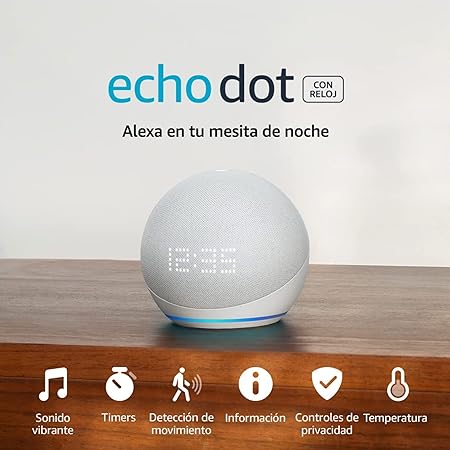 echo dot
CON
RELOJ
Alexa en tu mesita de noche
12:35
Sonido
vibrante
Timers
Detección de
movimiento
Información
Controles de
privacidad
Temperatura